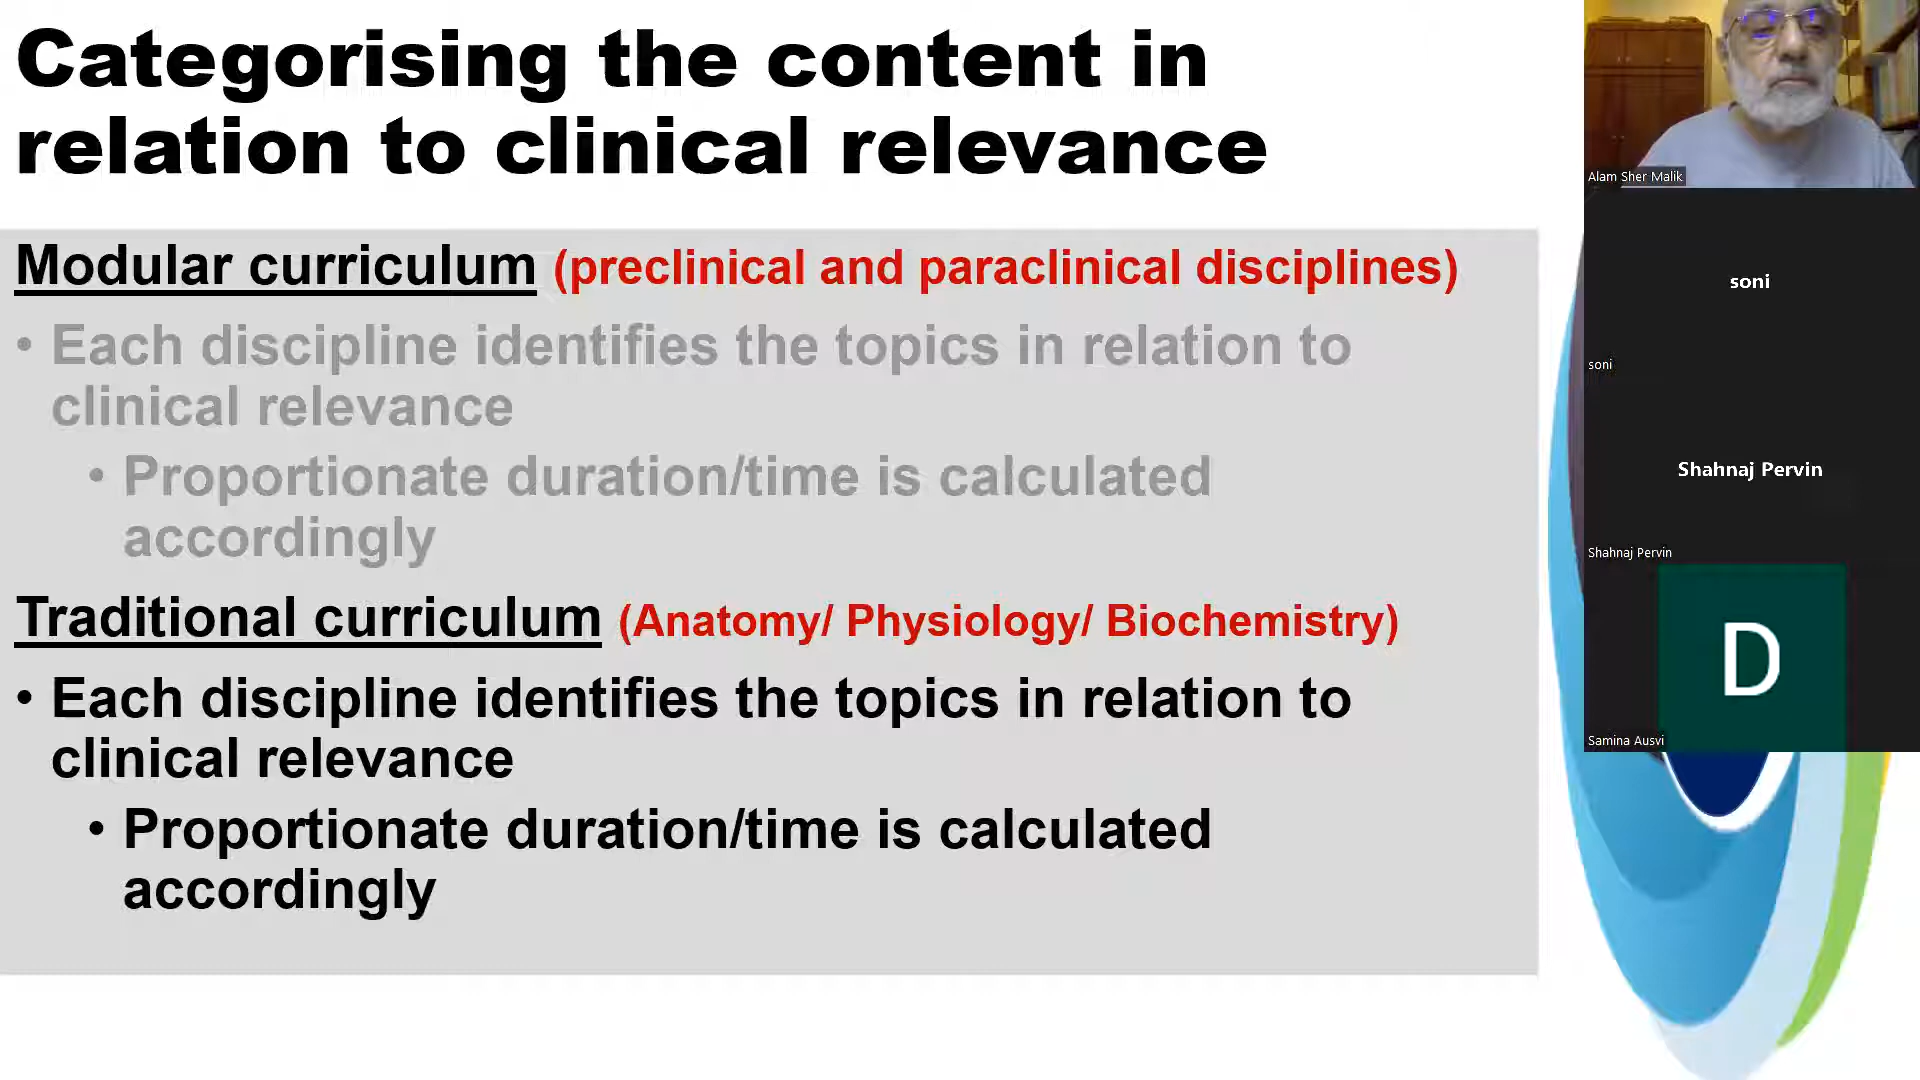 Categorising the content in
relation to clinical relevance
Modular curriculum (preclinical and paraclinical disciplines)
• Each discipline identifies the topics in relation to
clinical relevance
• Proportionate duration/time is calculated
accordingly
Traditional curriculum (Anatomy/ Physiology/ Biochemistry)
• Each discipline identifies the topics in relation to
clinical relevance
• Proportionate duration/time is calculated
accordingly
Alam Sher Malik
soni
soni
Shahnaj Pervin
Shahnaj Pervin
D
Samina Ausvi